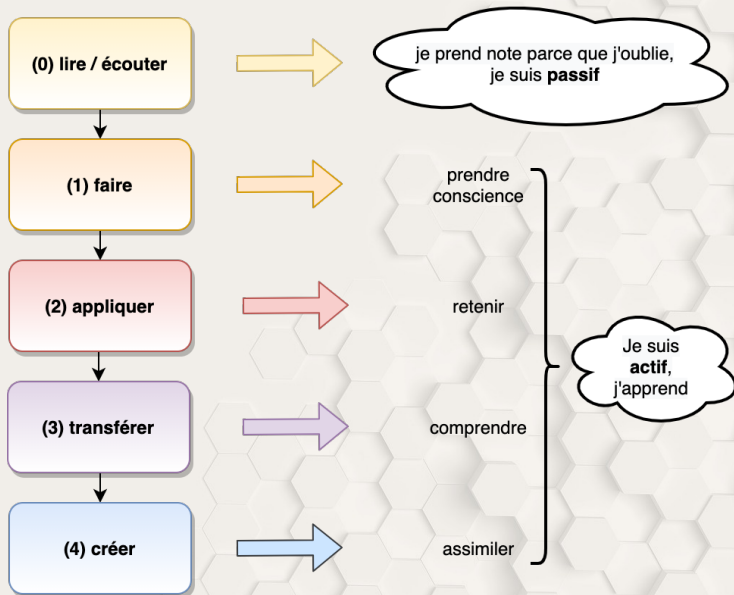 (0) lire / écouter
je prend note parce que j'oublie,
je suis passif
(1) faire
prendre
conscience
(2) appliquer
retenir
Je suis
actif,
j'apprend
(3) transférer
comprendre
(4) créer
assimiler